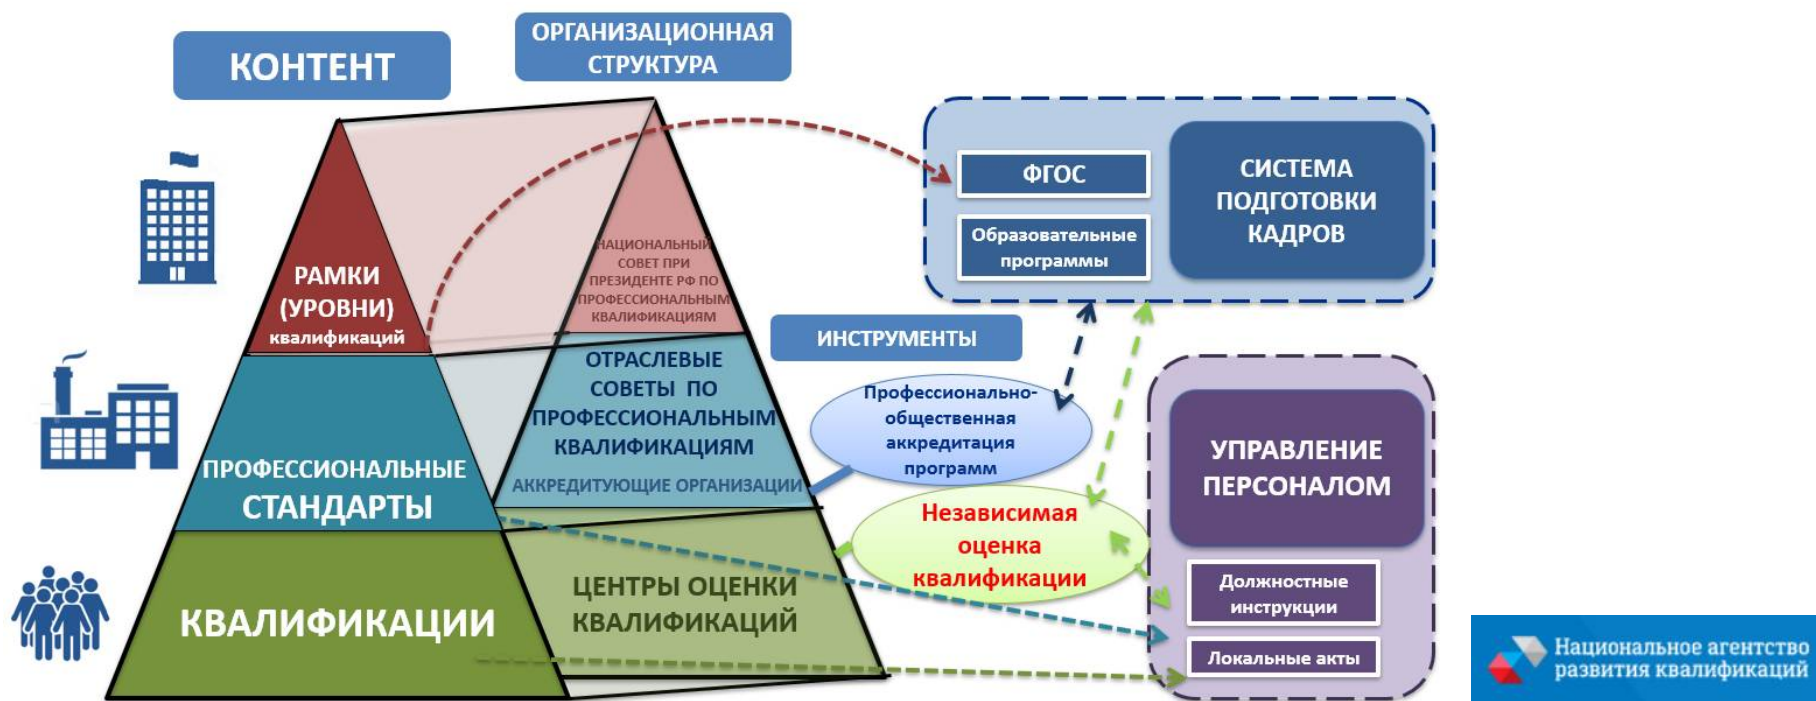 КОНТЕНТ
ОРГАНИЗАЦИОННАЯ
СТРУКТУРА
РАМКИ
(УРОВНИ)
квалификаций
ПРОФЕССИОНАЛЬНЫЕ
СТАНДАРТЫ
КВАЛИФИКАЦИИ
НАЦИОНАЛЬНЫЙ
СОВЕТ ПРИ
ПРЕЗИДЕНТЕ РФ ПО
ПРОФЕССИОНАЛЬНЫМ
КВАЛИФИКАЦИЯМ
ОТРАСЛЕВЫЕ
СОВЕТЫ ПО
ПРОФЕССИОНАЛЬНЫМ
КВАЛИФИКАЦИЯМ
АККРЕДИТУЮЩИЕ ОРГАНИЗАЦИИ
ЦЕНТРЫ ОЦЕНКИ
КВАЛИФИКАЦИЙ
ИНСТРУМЕНТЫ
Профессионально-
общественная
аккредитация
программ
Независимая
оценка
квалификации
ФГОС
Образовательные
программы
СИСТЕМА
ПОДГОТОВКИ
КАДРОВ
УПРАВЛЕНИЕ
ПЕРСОНАЛОМ
Должностные
инструкции
Локальные акты
Национальное агентство
развития квалификаций